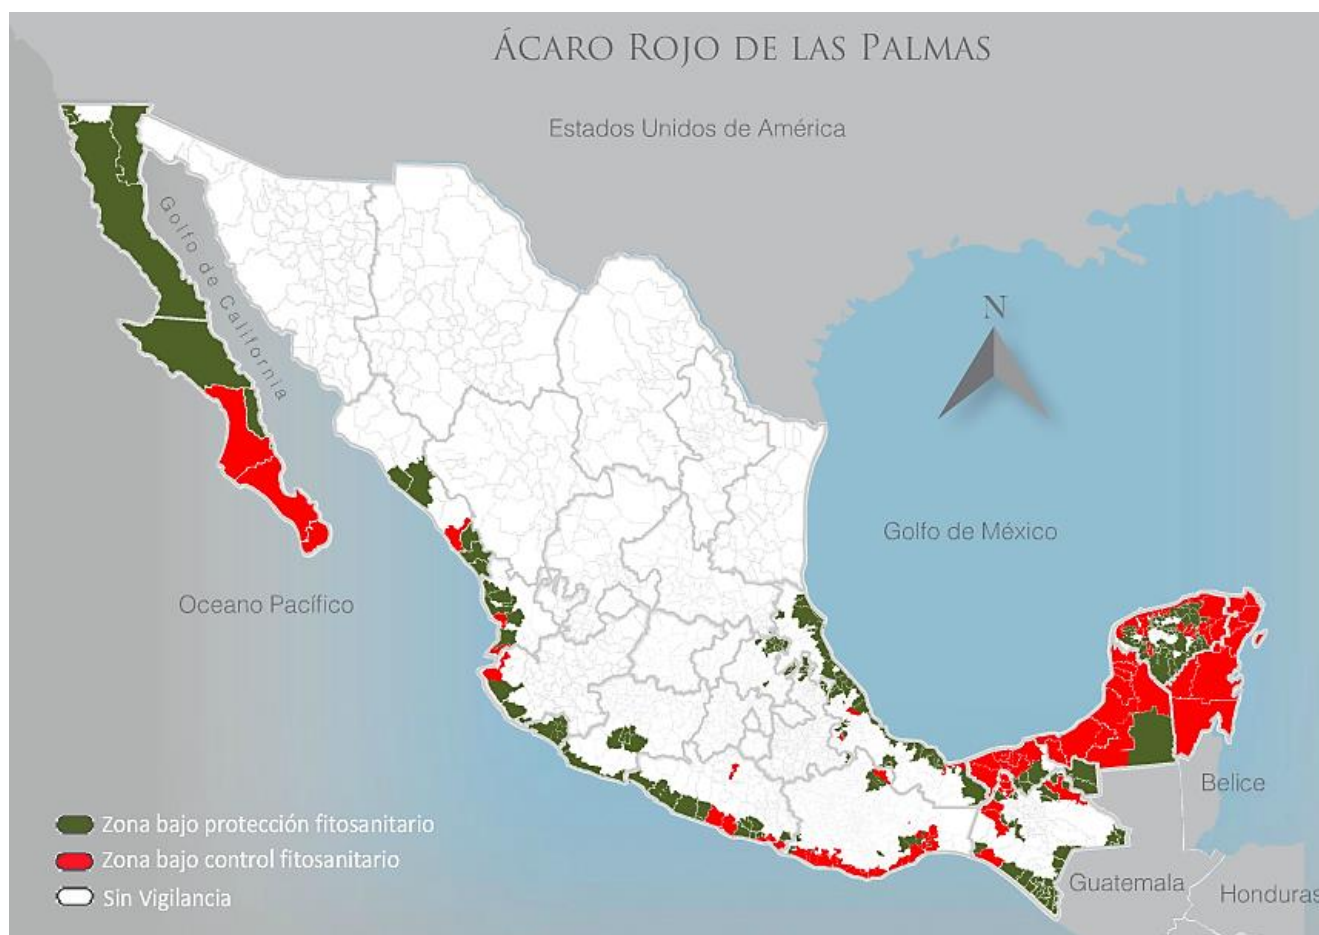 ÁCARO ROJO DE LAS PALMAS
Estados Unidos de América
Golfo de California
N
Golfo de México
Oceano Pacífico
Belice
Zona bajo protección fitosanitario
Zona bajo control fitosanitario
Guatemala
Sin Vigilancia
Honduras